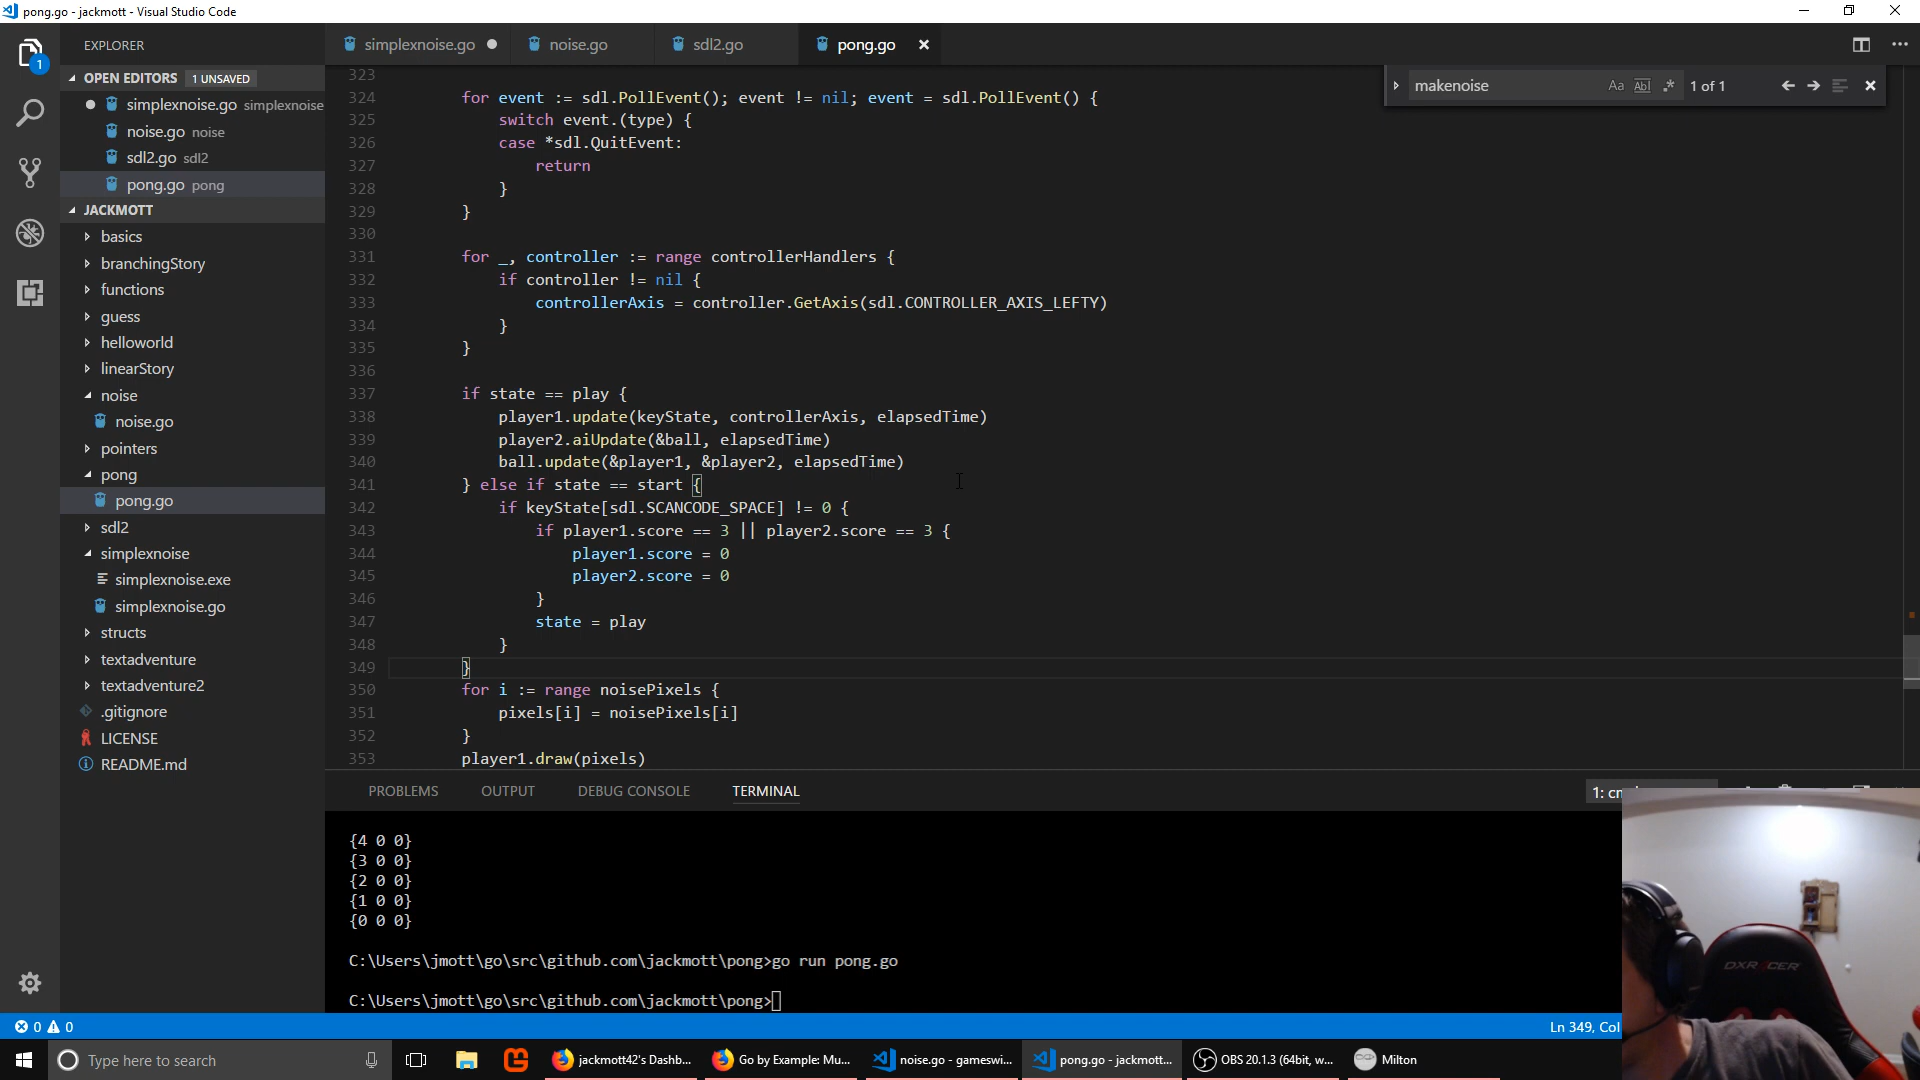 pong.go - jackmott - Visual Studio Code
EXPLORER
OPEN EDITORS 1 UNSAVED
simplexnoise.go simplexnoise
noise.go noise
sdl2.go sdl2
pong.go pong
JACKMOTT
basics
branchingStory
functions
guess
helloworld
linearStory
noise
noise.go
pointers
pong
pong.go
sdl2
simplexnoise
simplexnoise.exe
simplexnoise.go
structs
textadventure
textadventure2
.gitignore
LICENSE
README.md
1
simplexnoise.go
noise.go
sdl2.go
pong.go
makenoise
Aa
Abl
.*
1 of 1
323
324 for event := sdl.PollEvent(); event != nil; event = sdl.PollEvent() {
325 switch event.(type) {
326 case *sdl.QuitEvent:
327 return
328 }
329 }
330
331 for _, controller := range controllerHandlers {
332 if controller != nil {
333 controllerAxis = controller.GetAxis(sdl.CONTROLLER_AXIS_LEFTY)
334 }
335 }
336
337 if state == play {
338 player1.update(keyState, controllerAxis, elapsedTime)
339 player2.aiUpdate(&ball, elapsedTime)
340 ball.update(&player1, &player2, elapsedTime)
341 } else if state == start {
342 if keyState[sdl.SCANCODE_SPACE] != 0 {
343 if player1.score == 3 || player2.score == 3 {
344 player1.score = 0
345 player2.score = 0
346 }
347 state = play
348 }
349 }
350 for i := range noisePixels {
351 pixels[i] = noisePixels[i]
352 }
353 player1.draw(pixels)
PROBLEMS OUTPUT DEBUG CONSOLE TERMINAL
{4 0 0}
{3 0 0}
{2 0 0}
{1 0 0}
{0 0 0}
C:\Users\jmott\go\src\github.com\jackmott\pong>go run pong.go
C:\Users\jmott\go\src\github.com\jackmott\pong>
DXRACER
0 0
Ln 349, Col
Type here to search
jackmott42's Dashb...
Go by Example: Mu...
noise.go - gameswi...
pong.go - jackmott...
OBS 20.1.3 (64bit, w...
Milton